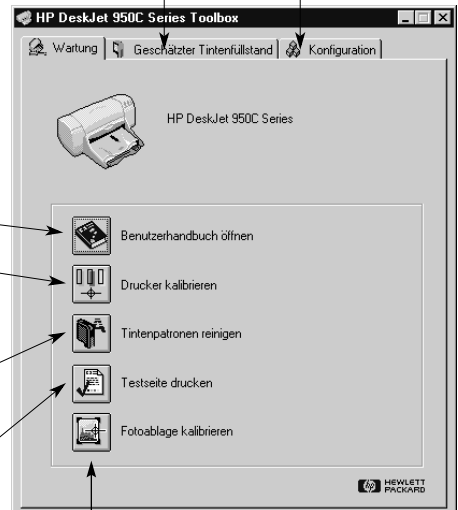 HP DeskJet 950C Series Toolbox
Wartung Geschätzter Tintenfüllstand Konfiguration
HP DeskJet 950C Series
Benutzerhandbuch öffnen
Drucker kalibrieren
Tintenpatronen reinigen
Testseite drucken
Fotoablage kalibrieren
hp HEWLETT
PACKARD